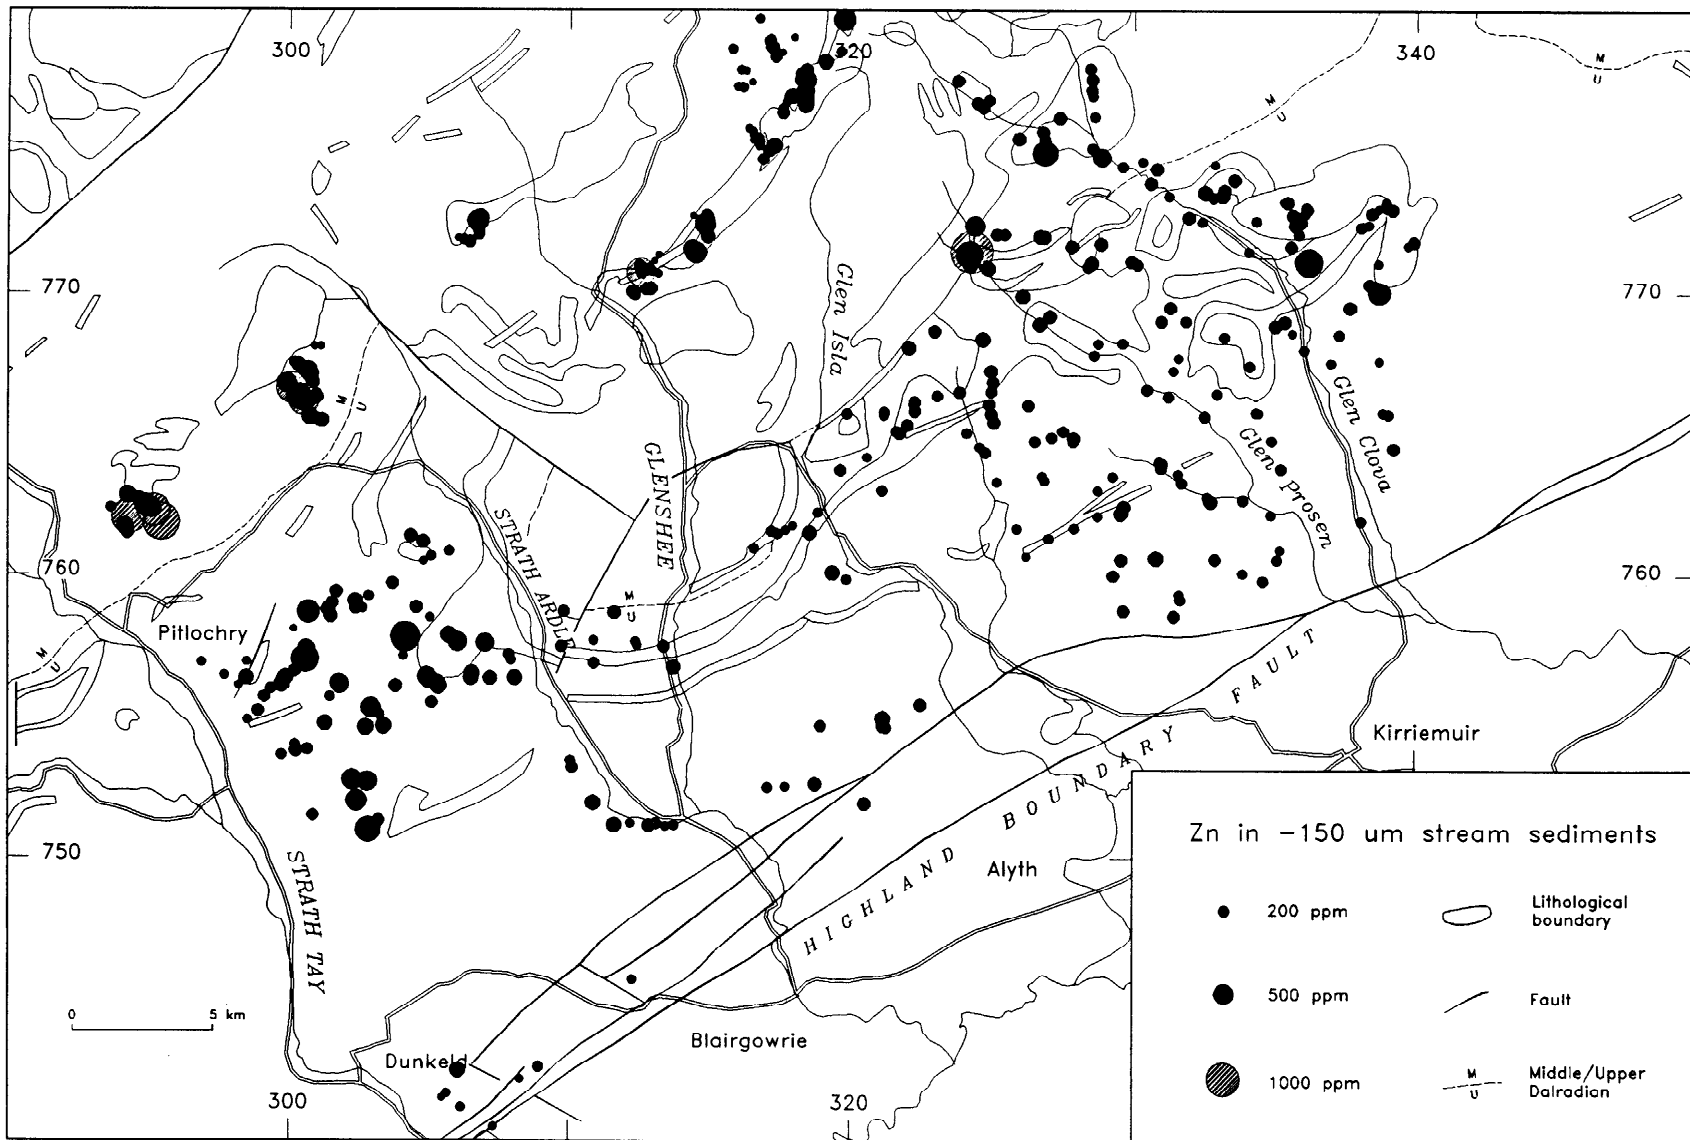 300
320
340
M
U
M
U
770
Glen Isla
770
M
U
GLENSHEE
Glen Clova
Glen Prosen
STRATH ARDLE
760
760
M
U
Pitlochry
M
U
HIGHLAND BOUNDARY FAULT
Kirriemuir
750
Alyth
STRATH TAY
0 5 km
Blairgowrie
Dunkeld
300
320
Zn in -150 um stream sediments
200 ppm
Lithological
boundary
500 ppm
Fault
1000 ppm
M
U
Middle/Upper
Dalradian